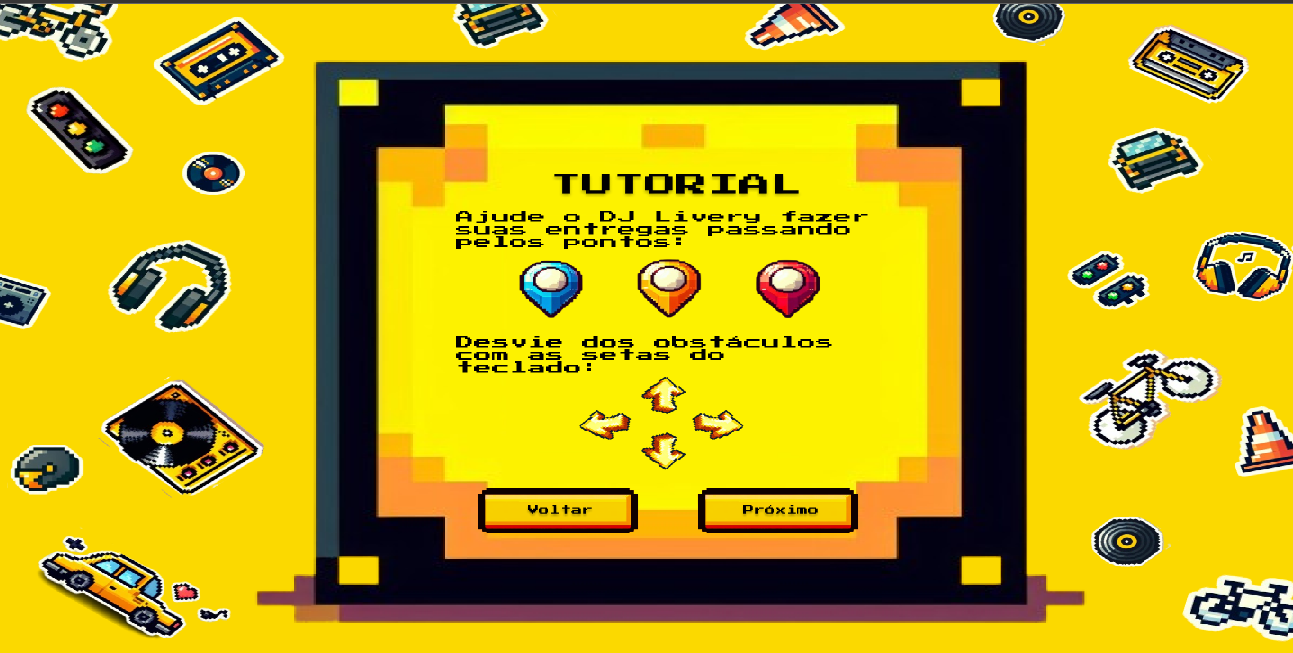 TUTORIAL
Ajude o DJ Livery fazer
suas entregas passando
pelos pontos:
Desvie dos obstáculos
com as setas do
teclado:
Voltar
Próximo